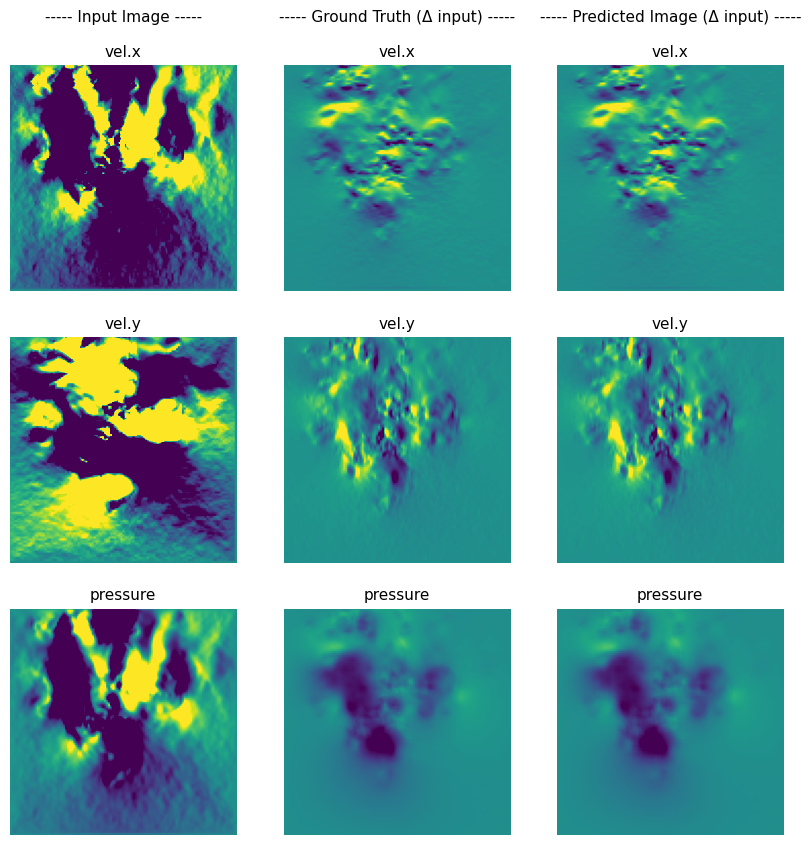 ----- Input Image -----
----- Ground Truth (Δ input) -----
----- Predicted Image (Δ input) -----
vel.x
vel.x
vel.x
vel.y
vel.y
vel.y
pressure
pressure
pressure